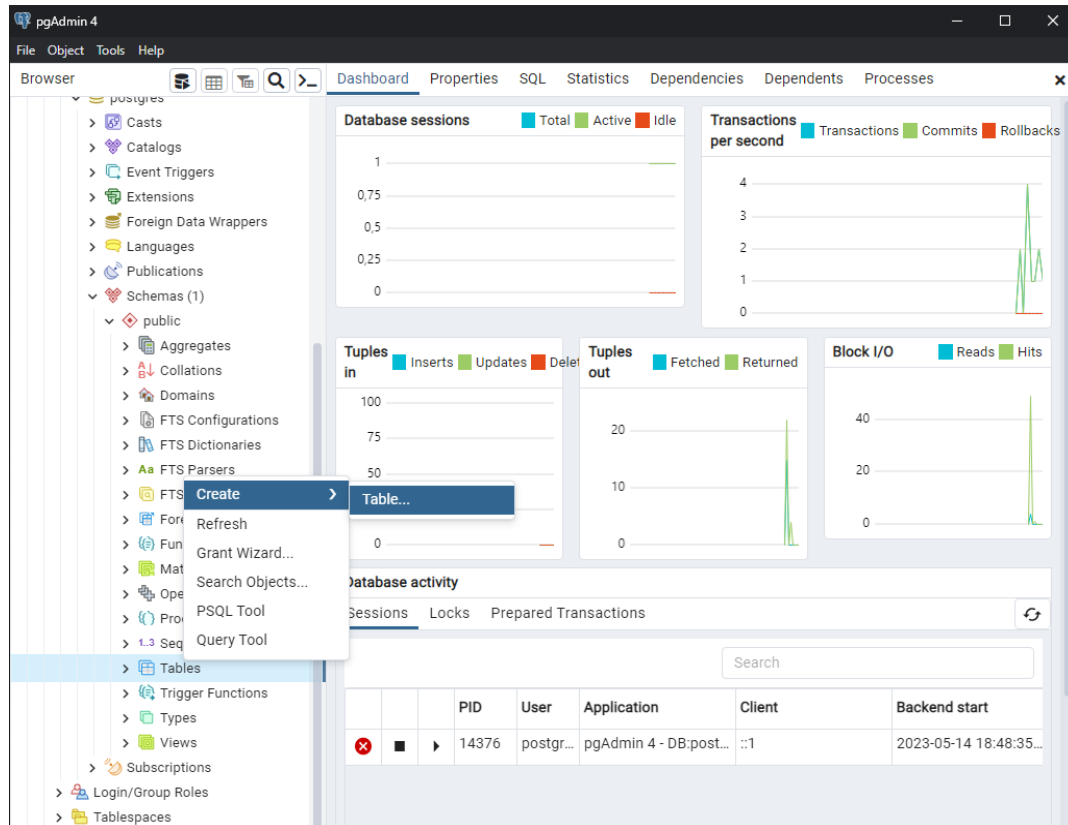 pgAdmin 4
File Object Tools Help
Browser
Dashboard Properties SQL Statistics Dependencies Dependents Processes
postgres
Casts
Catalogs
Event Triggers
Extensions
Foreign Data Wrappers
Languages
Publications
Schemas (1)
public
Aggregates
Collations
Domains
FTS Configurations
FTS Dictionaries
Aa FTS Parsers
FTS
Fore
Fun
Mat
Ope
Pro
1..3 Seq
Tables
Trigger Functions
Types
Views
Subscriptions
Login/Group Roles
Tablespaces
Create
Refresh
Grant Wizard...
Search Objects...
PSQL Tool
Query Tool
Table...
Database sessions
Total Active Idle
1
0,75
0,5
0,25
0
Transactions
per second
Transactions Commits Rollbacks
4
3
2
1
0
Tuples
in
Inserts Updates Delet
100
75
50
0
Tuples
out
Fetched Returned
20
10
0
Block I/O
Reads Hits
40
20
0
Database activity
Sessions Locks Prepared Transactions
Search
PID User Application Client Backend start
14376 postgr... pgAdmin 4 - DB:post... ::1 2023-05-14 18:48:35...